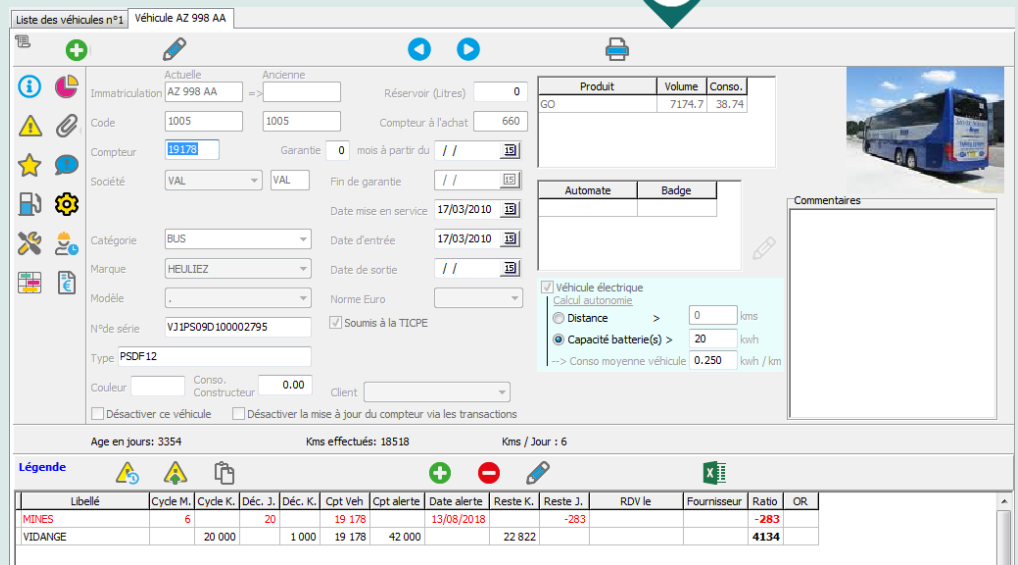 Liste des véhicules n°1 Véhicule AZ 998 AA
Actuelle Ancienne
Immatriculation AZ 998 AA => Réservoir (Litres) 0
Code 1005 1005 Compteur à l'achat 660
Compteur 19178 Garantie 0 mois à partir du / / 15
Société VAL VAL Fin de garantie / / 15
Date mise en service 17/03/2010 15
Catégorie BUS Date d'entrée 17/03/2010 15
Marque HEULIEZ Date de sortie / / 15
Modèle . Norme Euro
N°de série VJ1PS09D100002795 Soumis à la TICPE
Type PSDF12
Couleur Conso. Constructeur 0.00 Client
Désactiver ce véhicule Désactiver la mise à jour du compteur via les transactions
Produit Volume Conso.
GO 7174.7 38.74
Automate Badge
Commentaires
Véhicule électrique
Calcul autonomie
Distance > 0 kms
Capacité batterie(s) > 20 kwh
--> Conso moyenne véhicule 0.250 kwh / km
Age en jours: 3354 Kms effectués: 18518 Kms / Jour : 6
Légende
Libellé Cycle M. Cycle K. Déc. J. Déc. K. Cpt Veh Cpt alerte Date alerte Reste K. Reste J. RDV le Fournisseur Ratio OR
MINES 6 20 19 178 13/08/2018 -283 -283
VIDANGE 20 000 1 000 19 178 42 000 22 822 4134